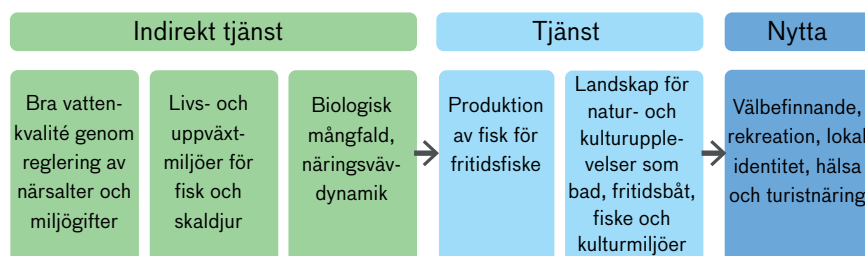 Indirekt tjänst
Tjänst
Nytta
Bra vatten-
kvalité genom
reglering av
närsalter och
miljögifter
Livs- och
uppväxt-
miljöer för
fisk och
skaldjur
Biologisk
mångfald,
näringsväv-
dynamik
Produktion
av fisk för
fritidsfiske
Landskap för
natur- och
kulturupple-
velser som
bad, fritidsbåt,
fiske och
kulturmiljöer
Välbefinnande,
rekreation, lokal
identitet, hälsa
och turistnäring